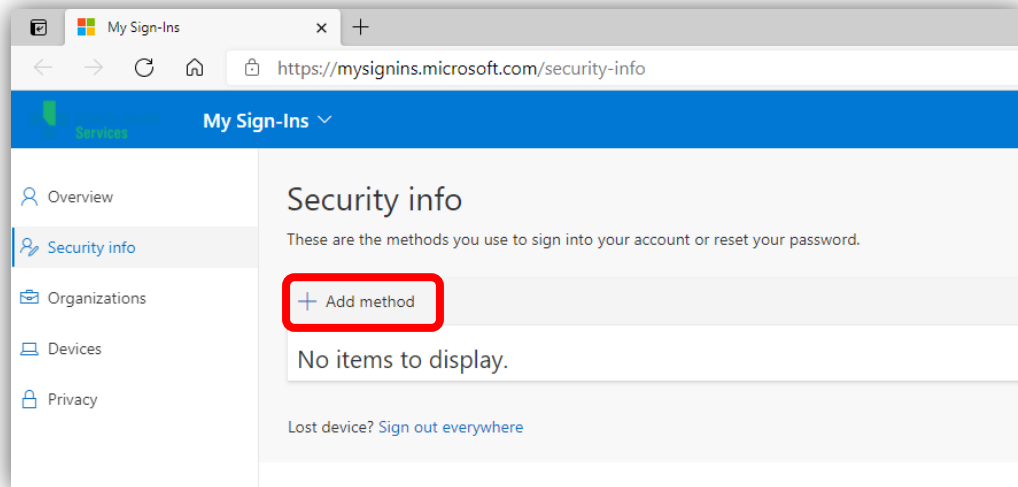 My Sign-Ins
https://mysignins.microsoft.com/security-info
Services
My Sign-Ins
Overview
Security info
Organizations
Devices
Privacy
Security info
These are the methods you use to sign into your account or reset your password.
Add method
No items to display.
Lost device? Sign out everywhere